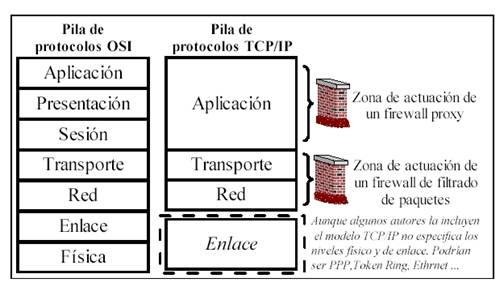 Pila de
protocolos OSI
Pila de
protocolos TCP/IP
Aplicación
Presentación
Sesión
Transporte
Red
Enlace
Física
Aplicación
Transporte
Red
Enlace
Zona de actuación de
un firewall proxy
Zona de actuación de
un firewall de filtrado
de paquetes
Aunque algunos autores la incluyen
el modelo TCP/IP no especifica los
niveles físico y de enlace. Podrían
ser PPP,Token Ring, Ethrnet ...